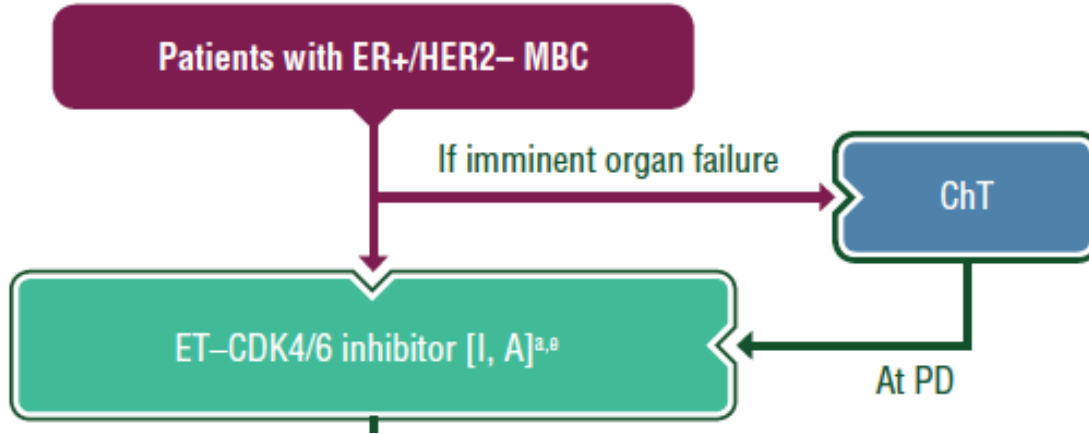 Patients with ER+/HER2– MBC
If imminent organ failure
ChT
ET–CDK4/6 inhibitor [I, A]a,e
At PD